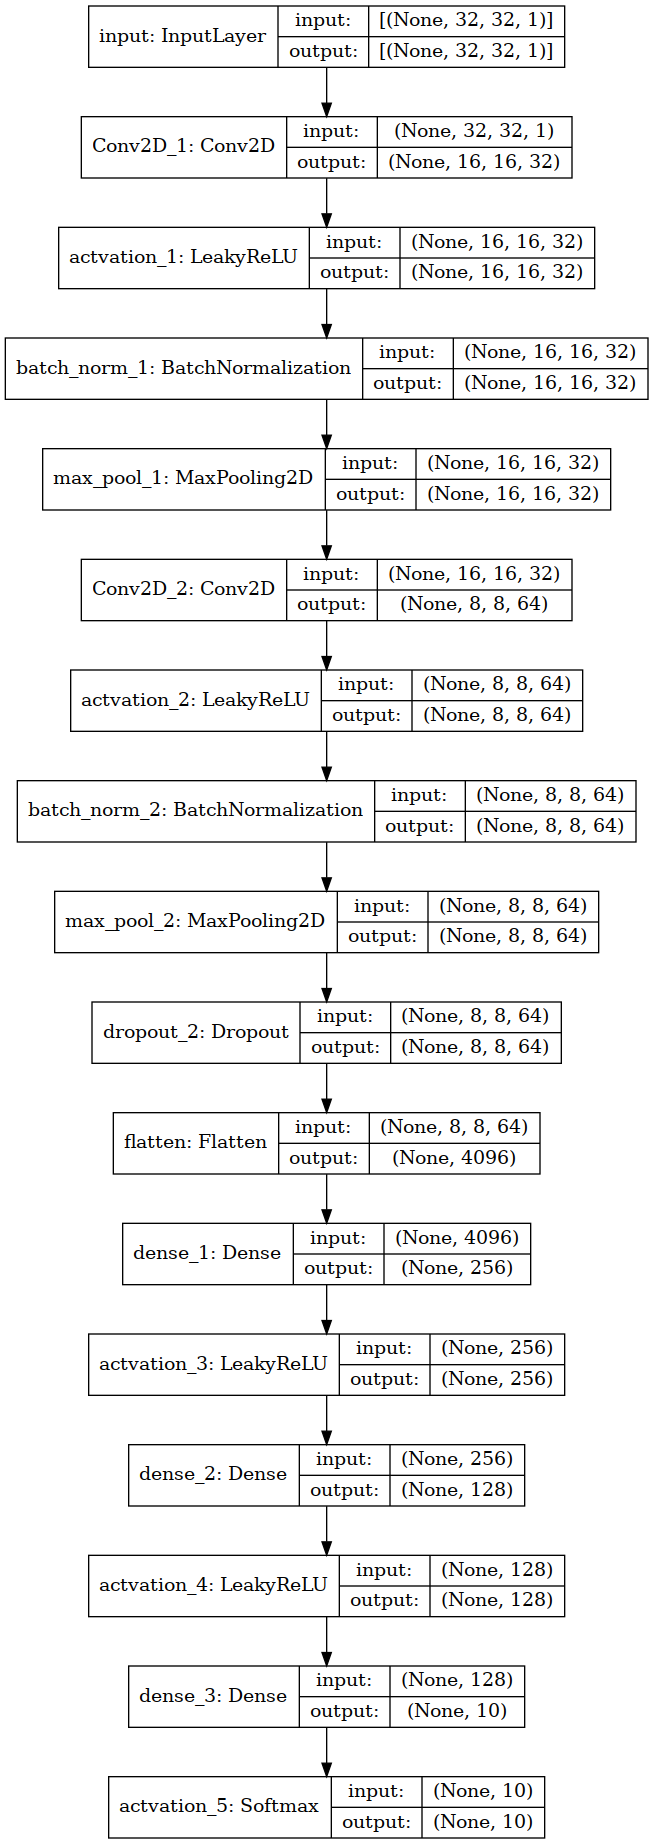 input: InputLayer
input: [(None, 32, 32, 1)]
output: [(None, 32, 32, 1)]
Conv2D_1: Conv2D
input: (None, 32, 32, 1)
output: (None, 16, 16, 32)
actvation_1: LeakyReLU
input: (None, 16, 16, 32)
output: (None, 16, 16, 32)
batch_norm_1: BatchNormalization
input: (None, 16, 16, 32)
output: (None, 16, 16, 32)
max_pool_1: MaxPooling2D
input: (None, 16, 16, 32)
output: (None, 16, 16, 32)
Conv2D_2: Conv2D
input: (None, 16, 16, 32)
output: (None, 8, 8, 64)
actvation_2: LeakyReLU
input: (None, 8, 8, 64)
output: (None, 8, 8, 64)
batch_norm_2: BatchNormalization
input: (None, 8, 8, 64)
output: (None, 8, 8, 64)
max_pool_2: MaxPooling2D
input: (None, 8, 8, 64)
output: (None, 8, 8, 64)
dropout_2: Dropout
input: (None, 8, 8, 64)
output: (None, 8, 8, 64)
flatten: Flatten
input: (None, 8, 8, 64)
output: (None, 4096)
dense_1: Dense
input: (None, 4096)
output: (None, 256)
actvation_3: LeakyReLU
input: (None, 256)
output: (None, 256)
dense_2: Dense
input: (None, 256)
output: (None, 128)
actvation_4: LeakyReLU
input: (None, 128)
output: (None, 128)
dense_3: Dense
input: (None, 128)
output: (None, 10)
actvation_5: Softmax
input: (None, 10)
output: (None, 10)